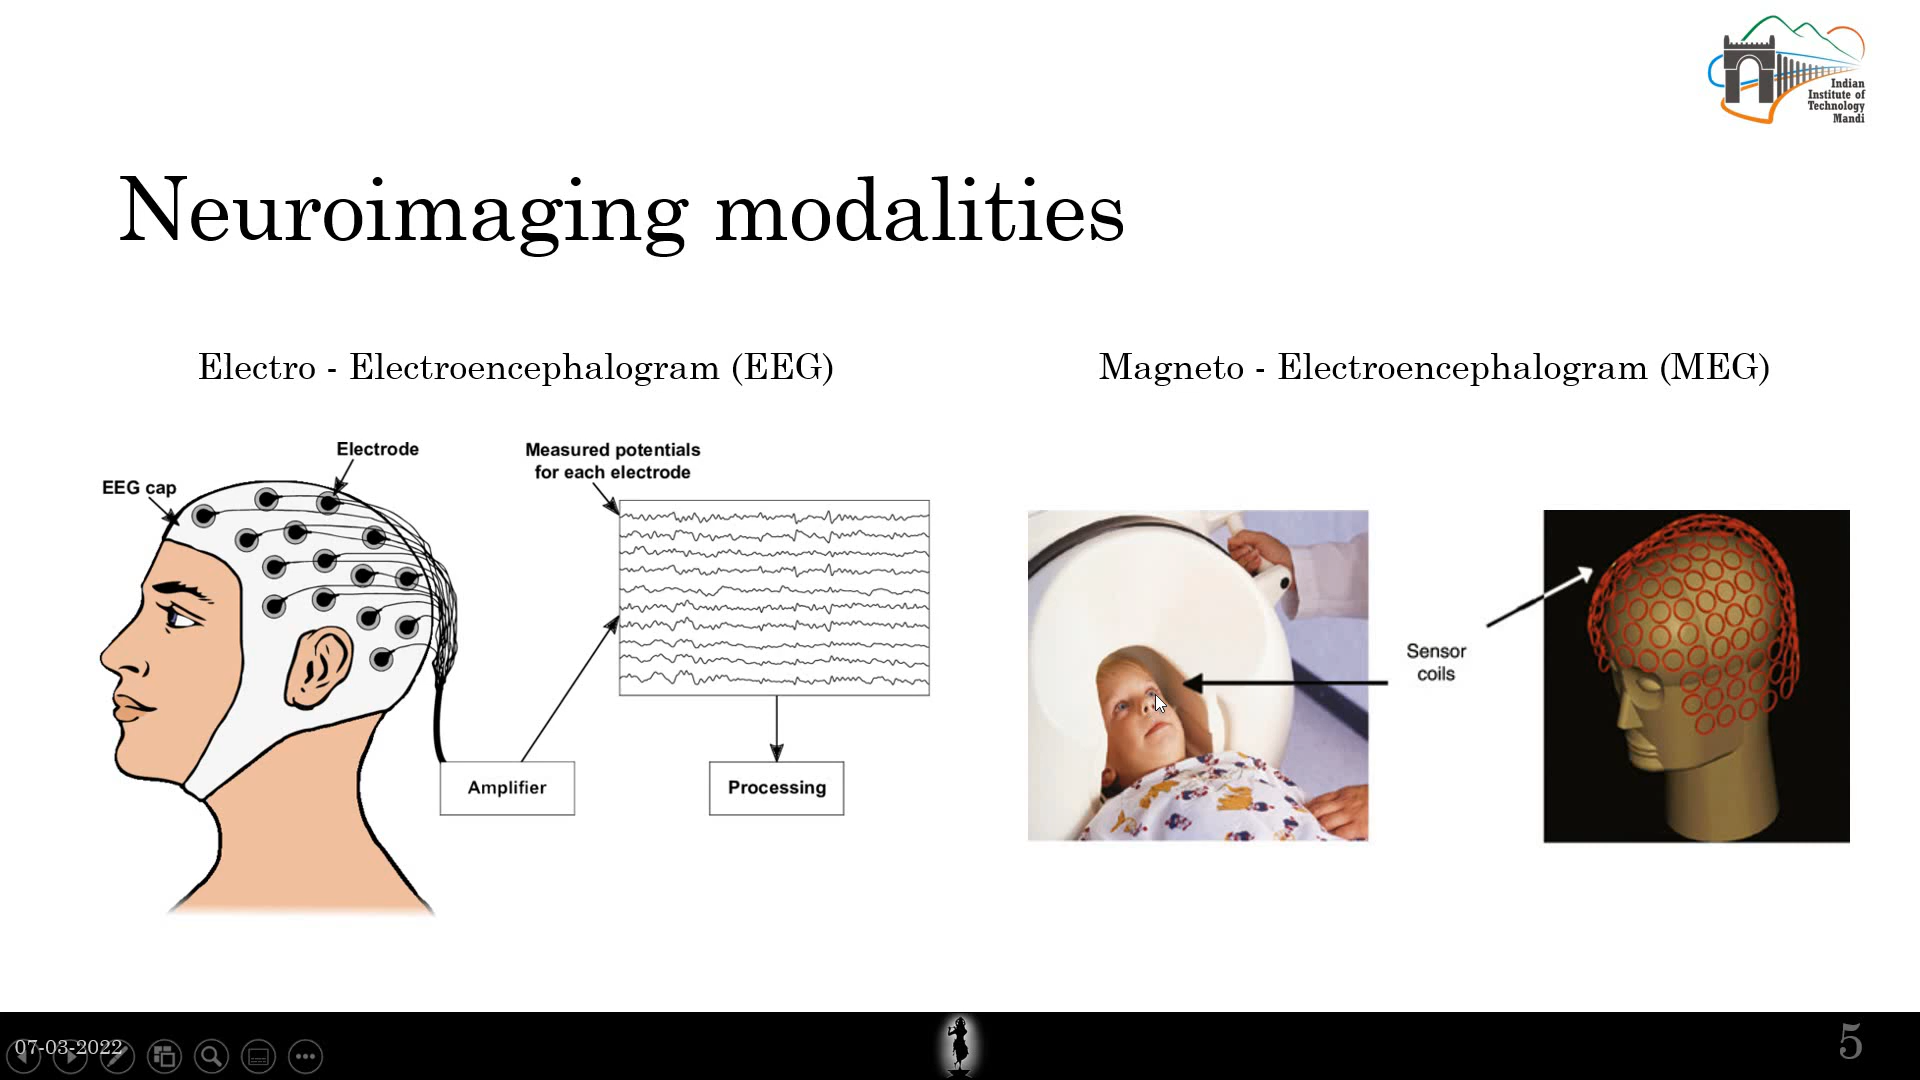 Indian
Institute of
Technology
Mandi
Neuroimaging modalities
Electro - Electroencephalogram (EEG)
Magneto - Electroencephalogram (MEG)
Electrode
EEG cap
Measured potentials
for each electrode
Amplifier
Processing
Sensor
coils
07-03-2022
5